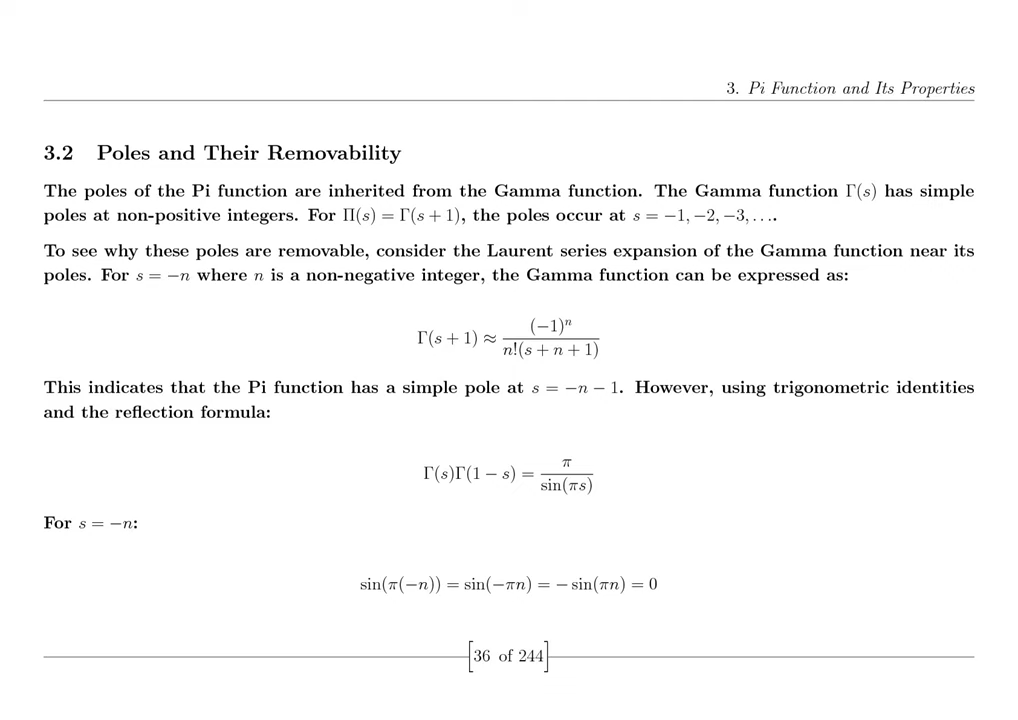 3. Pi Function and Its Properties
3.2 Poles and Their Removability
The poles of the Pi function are inherited from the Gamma function. The Gamma function Γ(s) has simple
poles at non-positive integers. For Π(s) = Γ(s + 1), the poles occur at s = −1, −2, −3, . . ..
To see why these poles are removable, consider the Laurent series expansion of the Gamma function near its
poles. For s = −n where n is a non-negative integer, the Gamma function can be expressed as:
Γ(s + 1) ≈ (−1)^n / n!(s + n + 1)
This indicates that the Pi function has a simple pole at s = −n − 1. However, using trigonometric identities
and the reflection formula:
Γ(s)Γ(1 − s) = π / sin(πs)
For s = −n:
sin(π(−n)) = sin(−πn) = − sin(πn) = 0
[36 of 244]